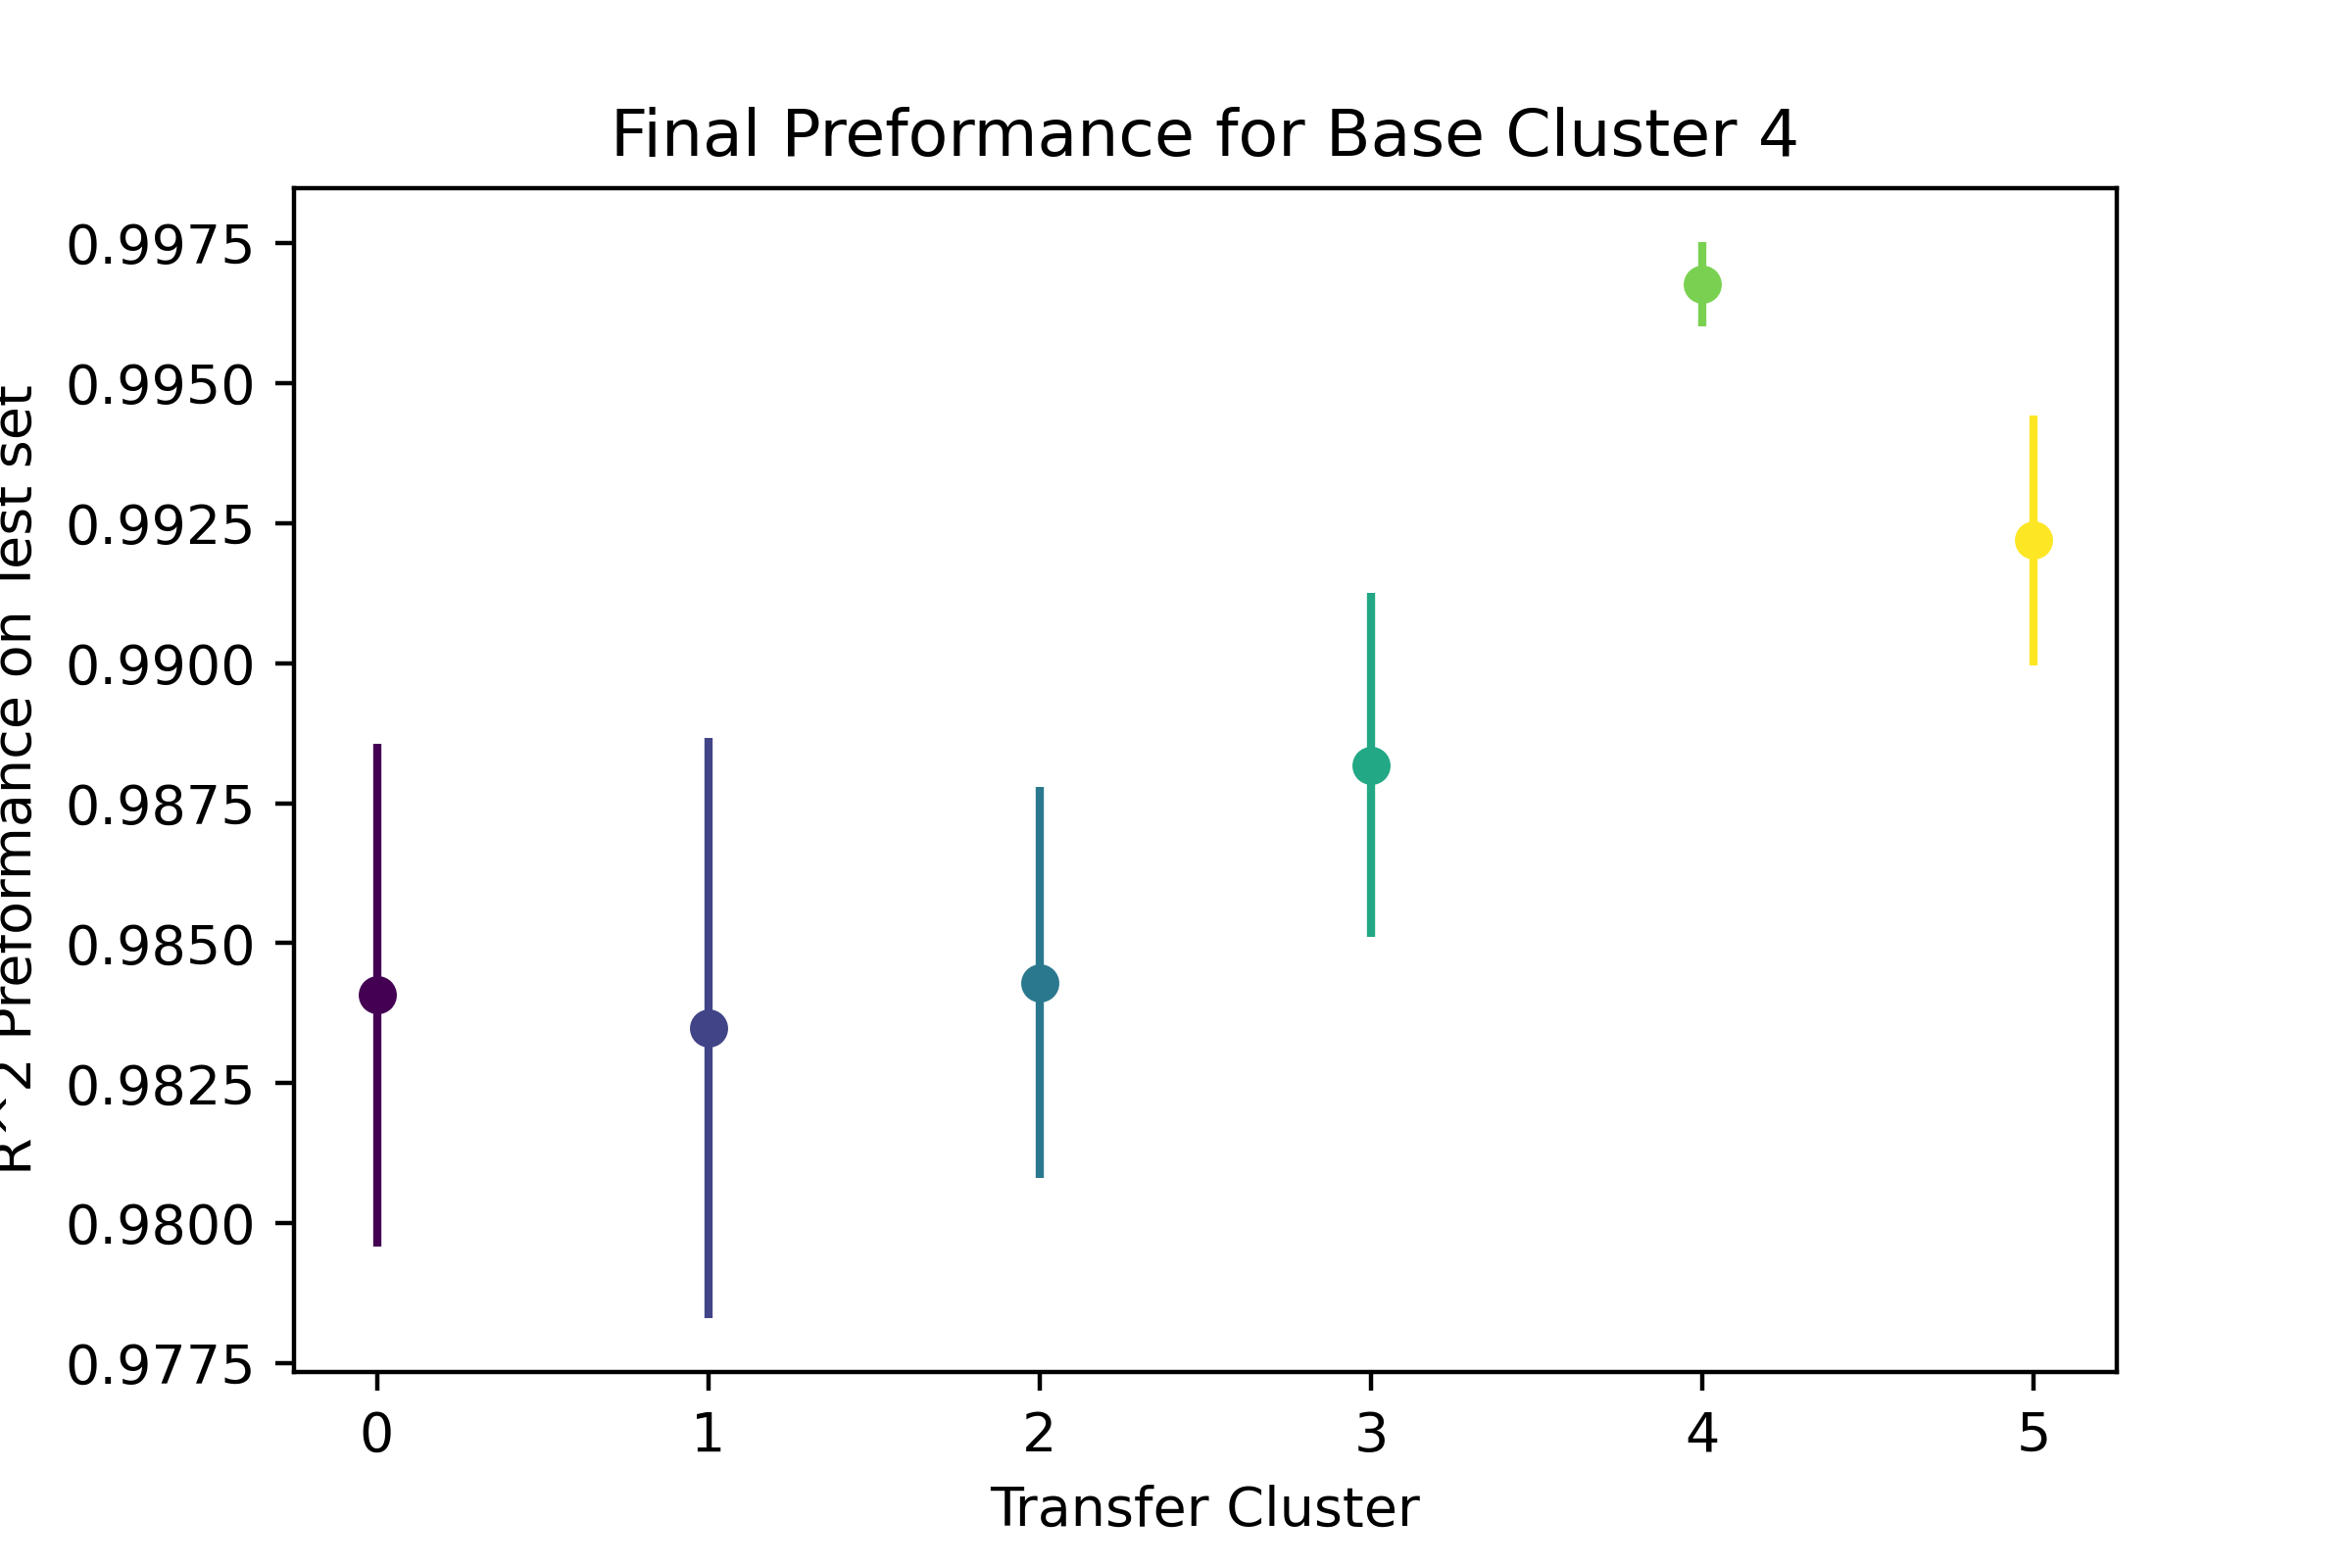 Final Preformance for Base Cluster 4
R^2 Preformance on Test set
0.9975
0.9950
0.9925
0.9900
0.9875
0.9850
0.9825
0.9800
0.9775
0 1 2 3 4 5
Transfer Cluster